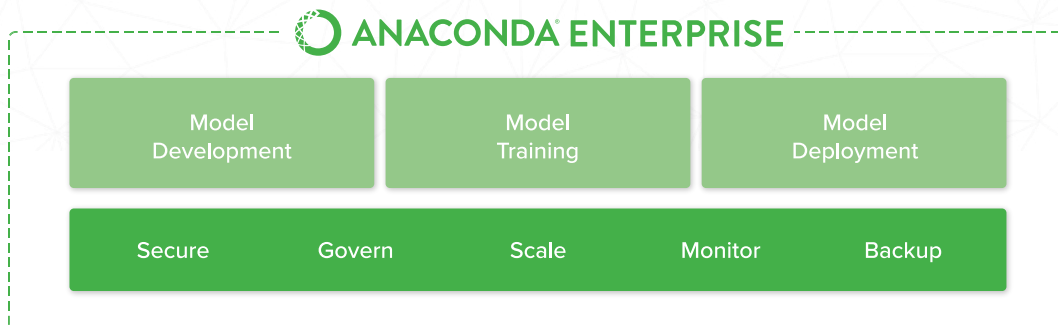 ANACONDA® ENTERPRISE
Model
Development
Model
Training
Model
Deployment
Secure Govern Scale Monitor Backup